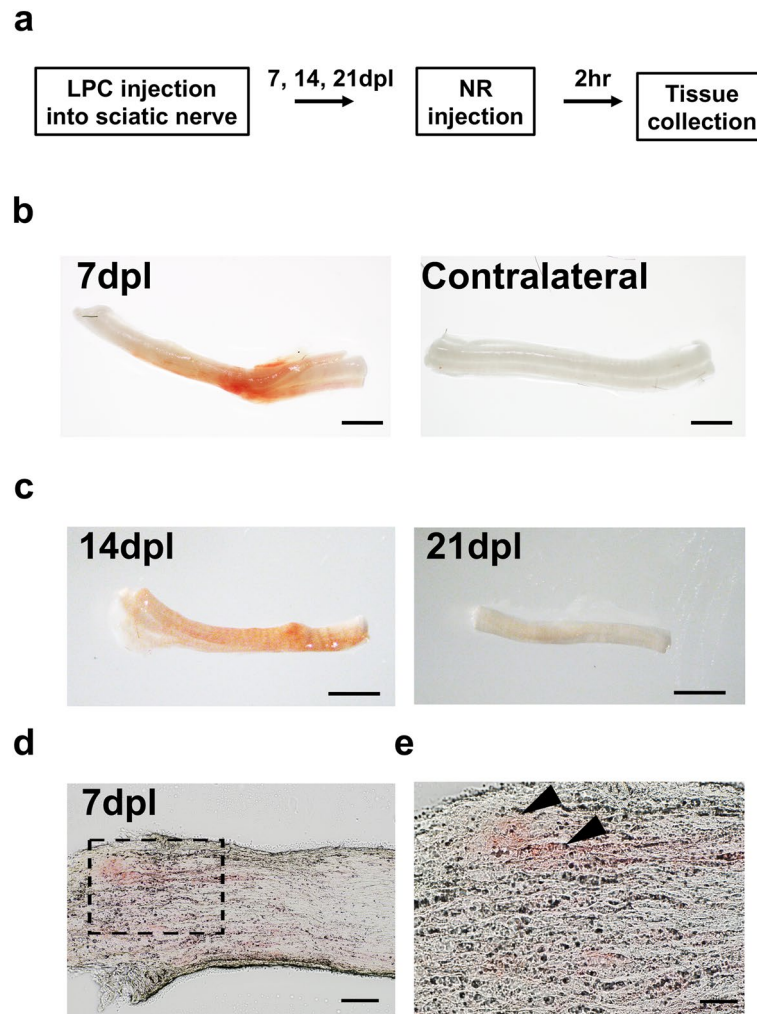 a
LPC injection
into sciatic nerve
7, 14, 21dpl
NR
injection
2hr
Tissue
collection
b
7dpl
Contralateral
c
14dpl
21dpl
d
7dpl
e